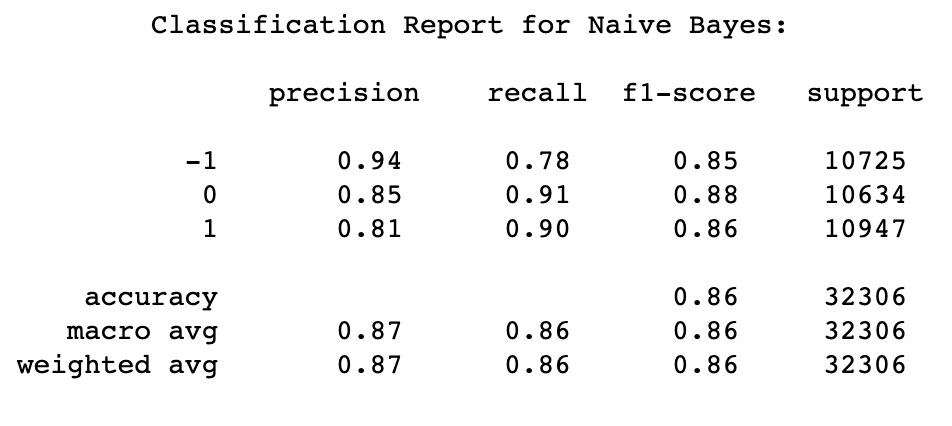 Classification Report for Naive Bayes:
precision recall f1-score support
-1 0.94 0.78 0.85 10725
0 0.85 0.91 0.88 10634
1 0.81 0.90 0.86 10947
accuracy 0.86 32306
macro avg 0.87 0.86 0.86 32306
weighted avg 0.87 0.86 0.86 32306